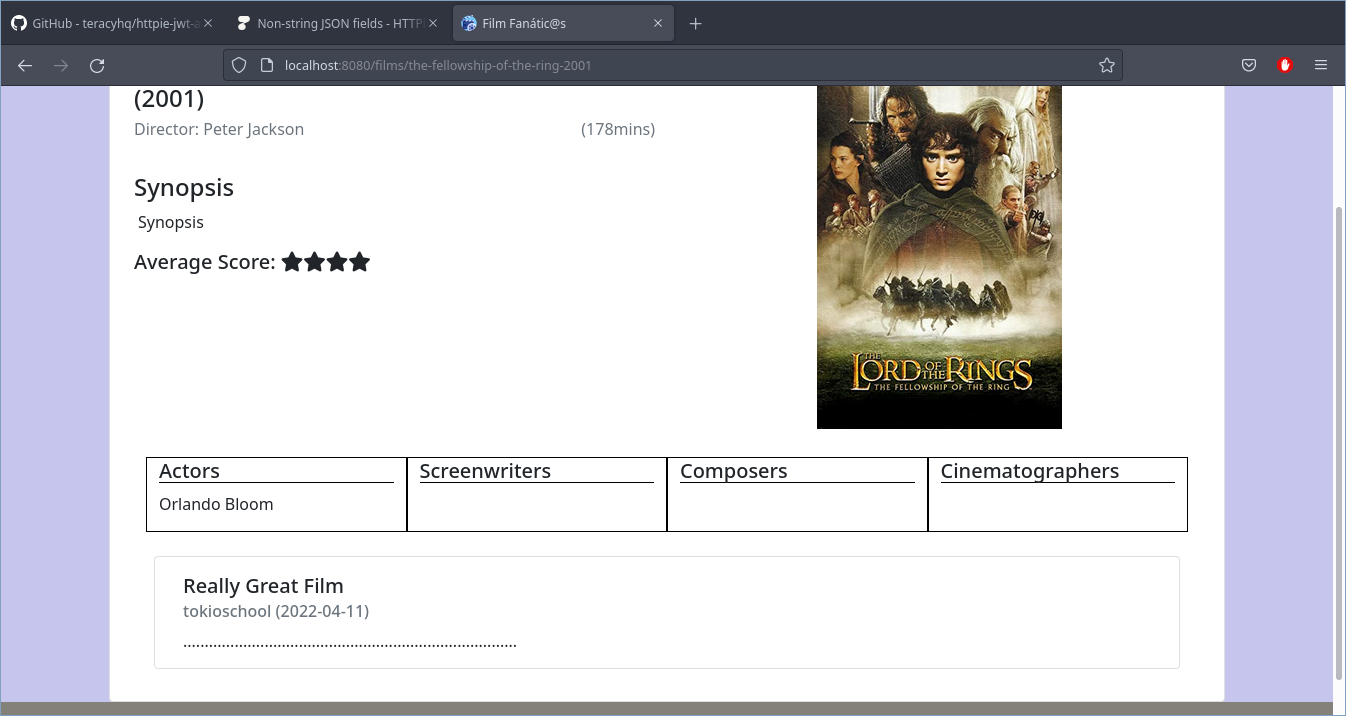 GitHub - teracyhq/httpie-jwt-a
Non-string JSON fields - HTTPi
Film Fanátic@s
localhost:8080/films/the-fellowship-of-the-ring-2001
(2001)
Director: Peter Jackson
(178mins)
Synopsis
Synopsis
Average Score:
THE
LORD OF THE RINGS
THE FELLOWSHIP OF THE RING
Actors
Screenwriters
Composers
Cinematographers
Orlando Bloom
Really Great Film
tokioschool (2022-04-11)
..............................................................................